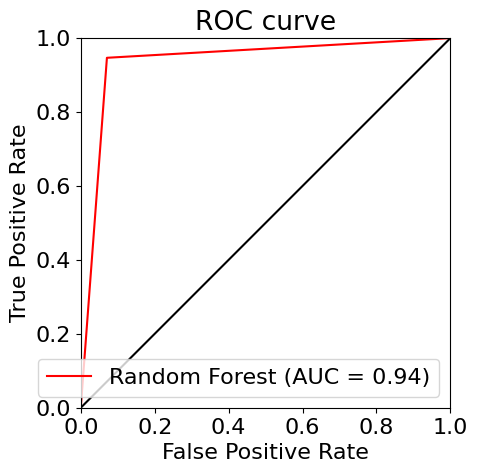 ROC curve
1.0
0.8
0.6
0.4
0.2
0.0
True Positive Rate
Random Forest (AUC = 0.94)
0.0 0.2 0.4 0.6 0.8 1.0
False Positive Rate